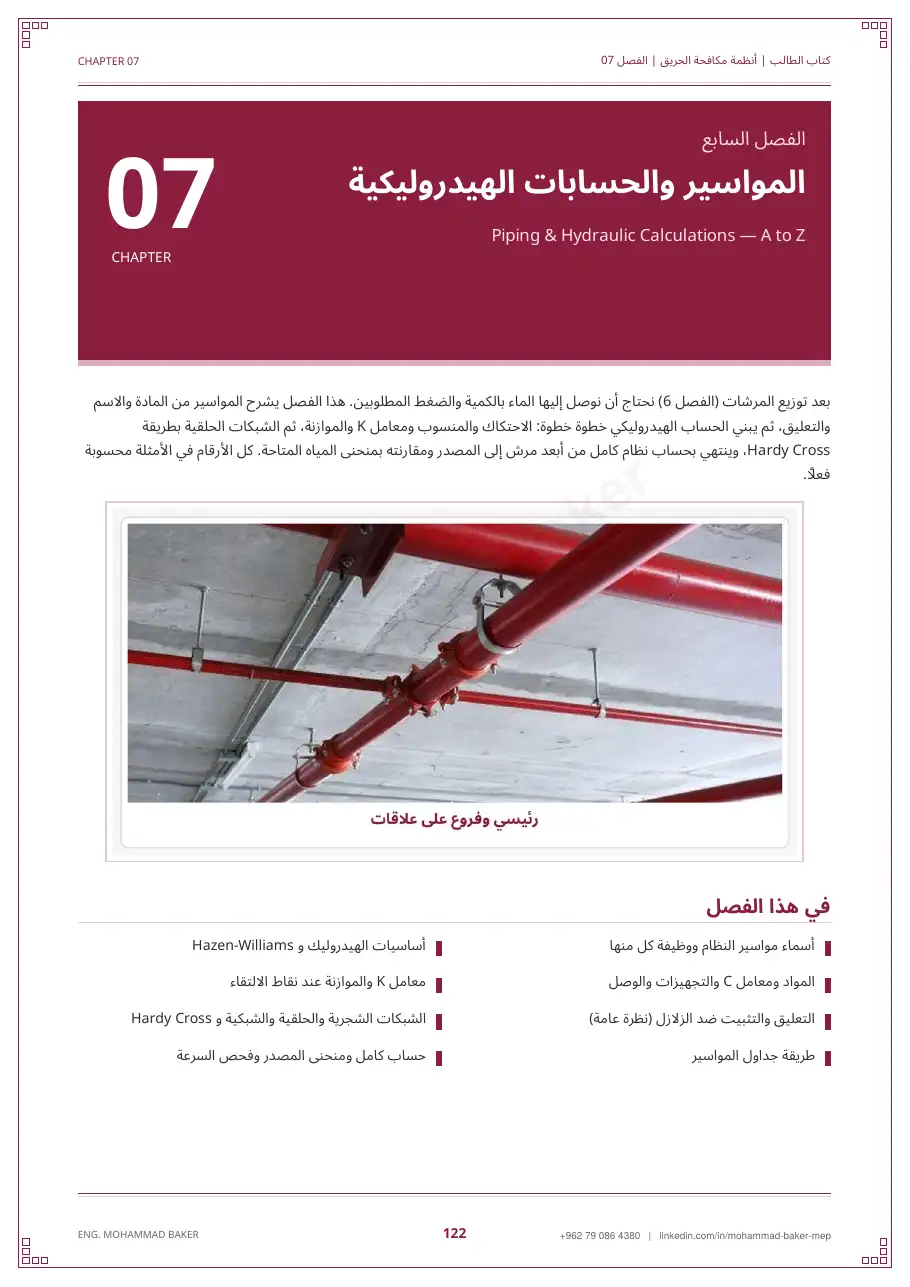 كتاب الطالب | أنظمة مكافحة الحريق | الفصل 07
CHAPTER 07
الفصل السابع
المواسير والحسابات الهيدروليكية
Piping & Hydraulic Calculations — A to Z
07
CHAPTER
بعد توزيع المرشات (الفصل 6) نحتاج أن نوصل إليها الماء بالكمية والضغط المطلوبين. هذا الفصل يشرح المواسير من المادة والاسم
والتعليق، ثم يبني الحساب الهيدروليكي خطوة خطوة: الاحتكاك والمنسوب ومعامل K والموازنة، ثم الشبكات الحلقية بطريقة
Hardy Cross، وينتهي بحساب نظام كامل من أبعد مرش إلى المصدر ومقارنته بمنحنى المياه المتاحة. كل الأرقام في الأمثلة محسوبة
فعلًا.
ker
رئيسي وفروع على علاقات
في هذا الفصل
أسماء مواسير النظام ووظيفة كل منها
المواد ومعامل C والتجهيزات والوصل
التعليق والتثبيت ضد الزلازل (نظرة عامة)
طريقة جداول المواسير
أساسيات الهيدروليك و Hazen-Williams
معامل K والموازنة عند نقاط الالتقاء
الشبكات الشجرية والحلقية والشبكية و Hardy Cross
حساب كامل ومنحنى المصدر وفحص السرعة
ENG. MOHAMMAD BAKER
122
+962 79 086 4380 | linkedin.com/in/mohammad-baker-mep